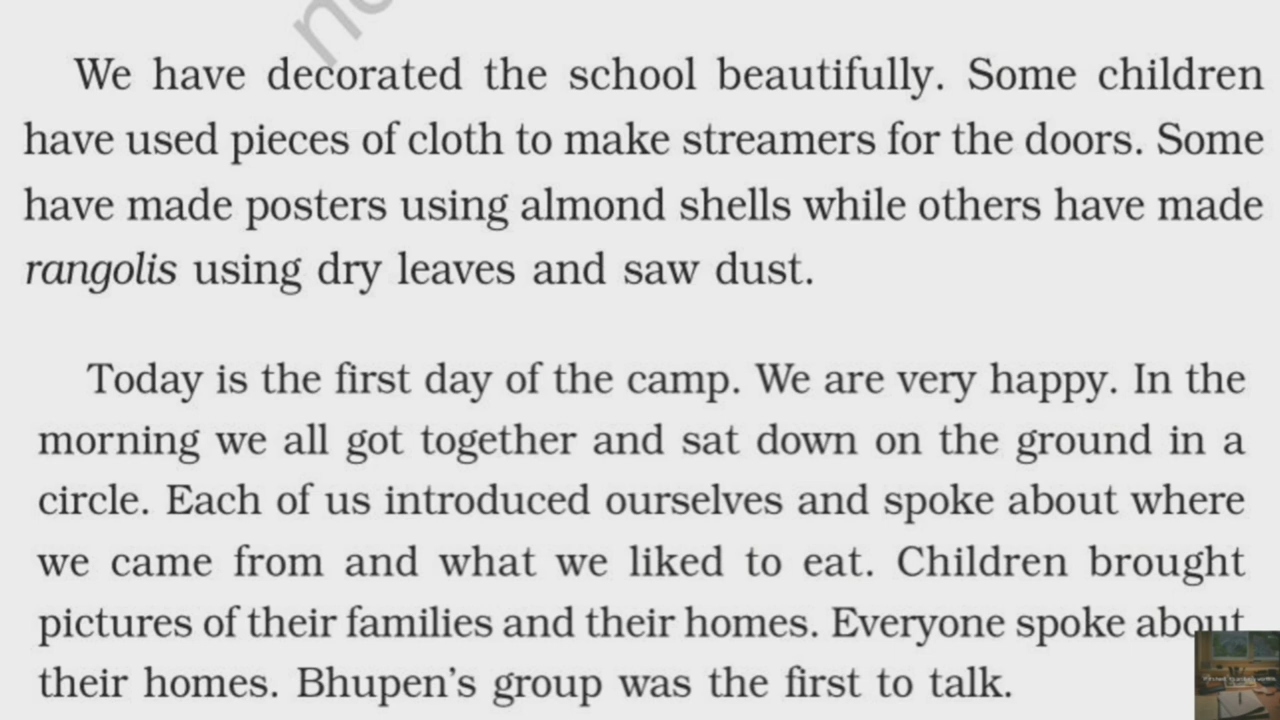 We have decorated the school beautifully. Some children
have used pieces of cloth to make streamers for the doors. Some
have made posters using almond shells while others have made
rangolis using dry leaves and saw dust.
Today is the first day of the camp. We are very happy. In the
morning we all got together and sat down on the ground in a
circle. Each of us introduced ourselves and spoke about where
we came from and what we liked to eat. Children brought
pictures of their families and their homes. Everyone spoke about
their homes. Bhupen's group was the first to talk.